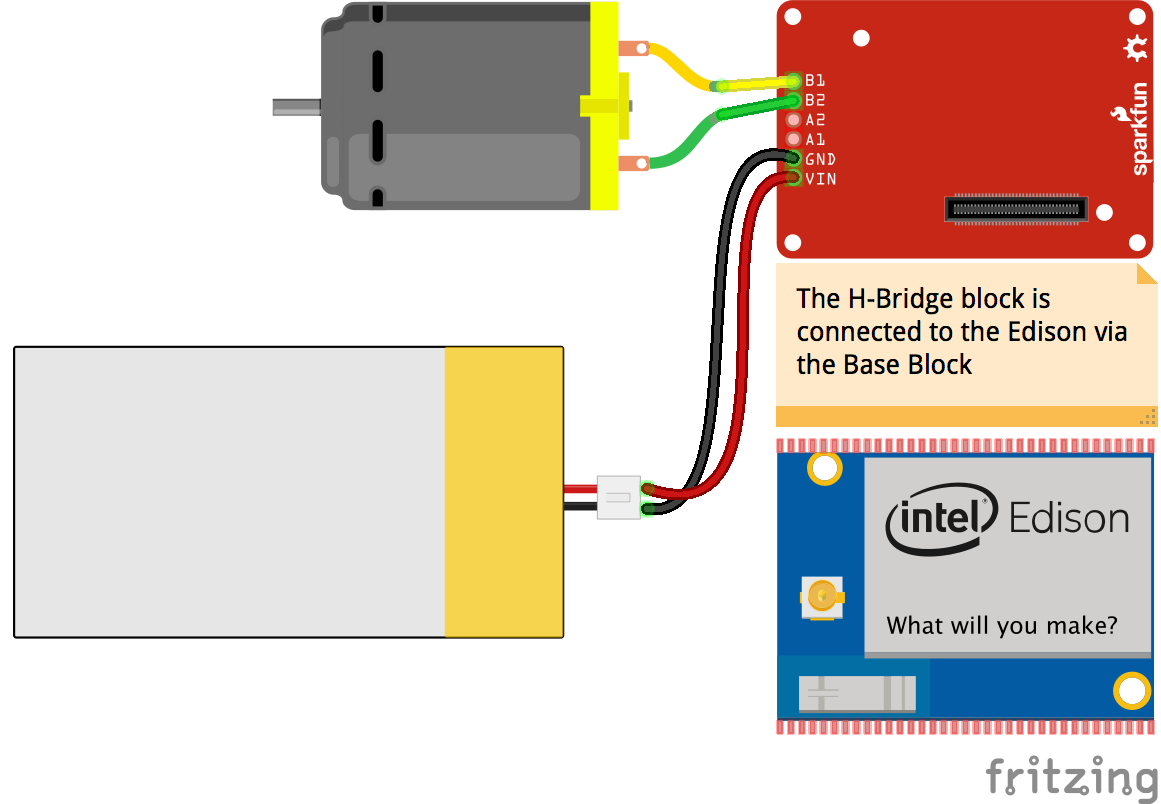 B1
B2
A2
A1
GND
VIN
sparkfun
The H-Bridge block is
connected to the Edison via
the Base Block
intel® Edison
What will you make?
fritzing